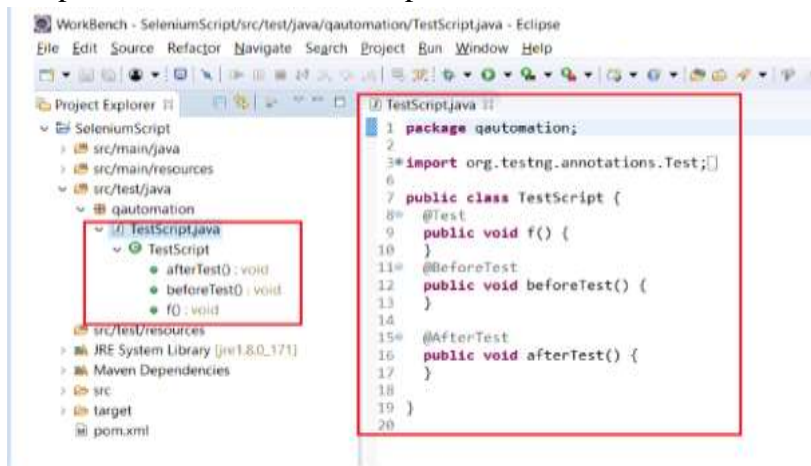 WorkBench - SeleniumScript/src/test/java/qautomation/TestScript.java - Eclipse
File Edit Source Refactor Navigate Search Project Run Window Help
Project Explorer
SeleniumScript
src/main/java
src/main/resources
src/test/java
qautomation
TestScript.java
TestScript
afterTest() : void
beforeTest() : void
f() : void
src/test/resources
JRE System Library [jre1.8.0_171]
Maven Dependencies
src
target
pom.xml
TestScript.java
1 package qautomation;
2
3 import org.testng.annotations.Test;
6
7 public class TestScript {
8 @Test
9 public void f() {
10 }
11 @BeforeTest
12 public void beforeTest() {
13 }
14
15 @AfterTest
16 public void afterTest() {
17 }
18
19 }
20